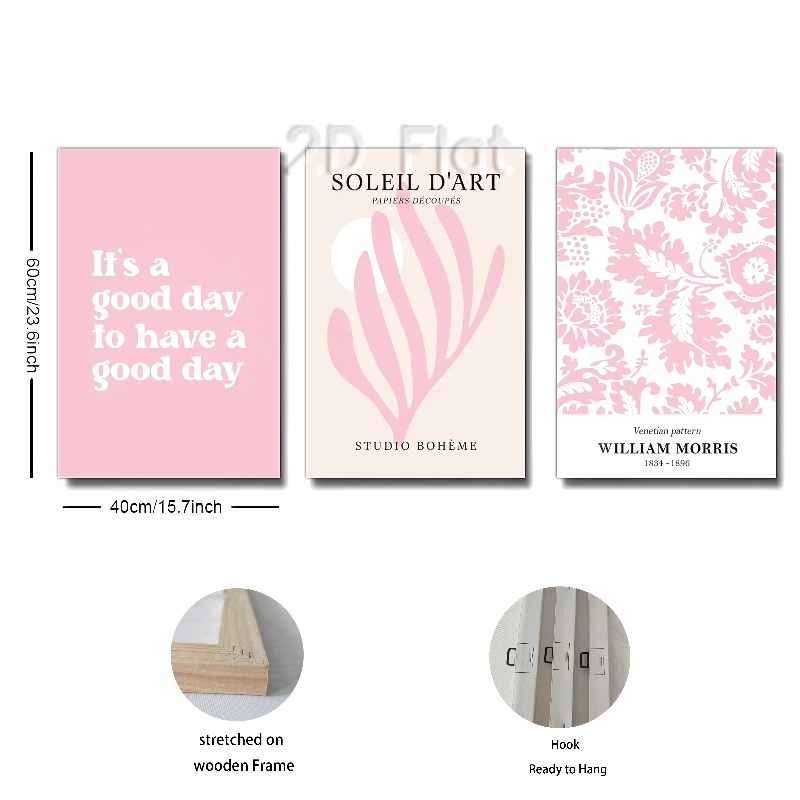 2D Flat
60cm/23.6inch
It's a
good day
to have a
good day
40cm/15.7inch
SOLEIL D'ART
PAPIERS DÉCOUPÉS
STUDIO BOHÈME
Venetian pattern
WILLIAM MORRIS
1834 - 1896
stretched on
wooden Frame
Hook
Ready to Hang